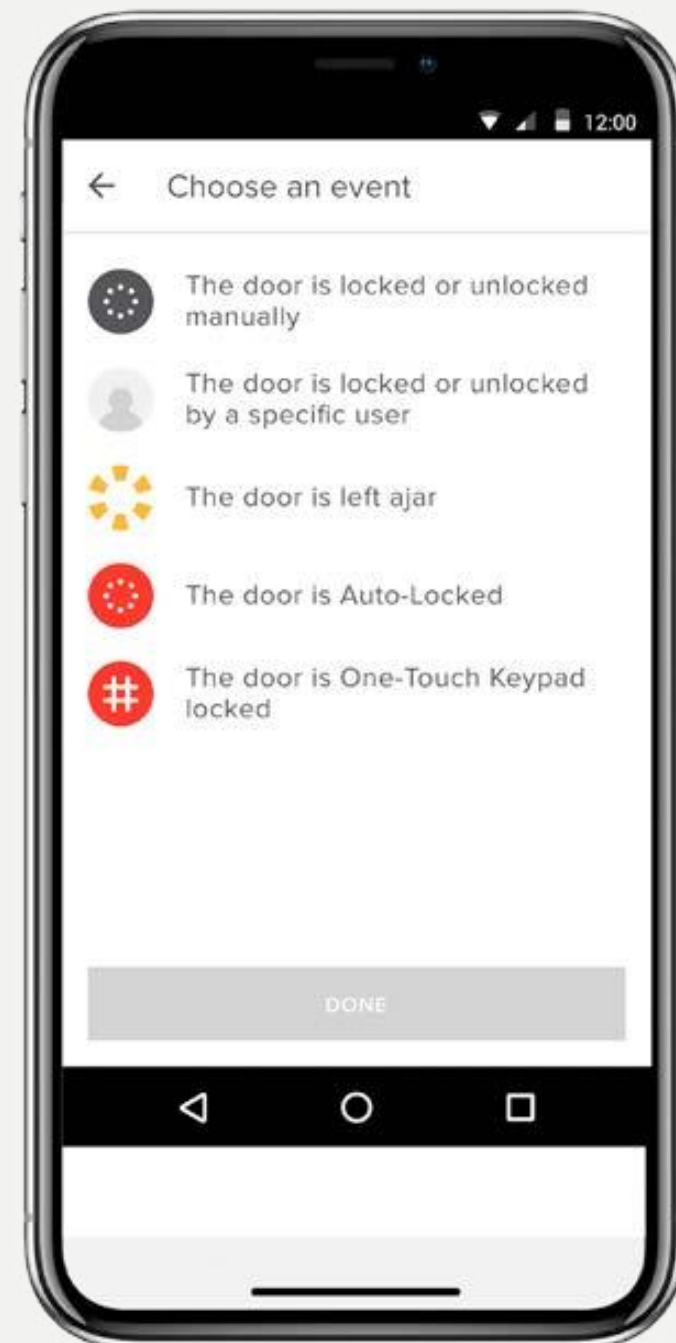 12:00
Choose an event
The door is locked or unlocked
manually
The door is locked or unlocked
by a specific user
The door is left ajar
The door is Auto-Locked
The door is One-Touch Keypad
locked
DONE